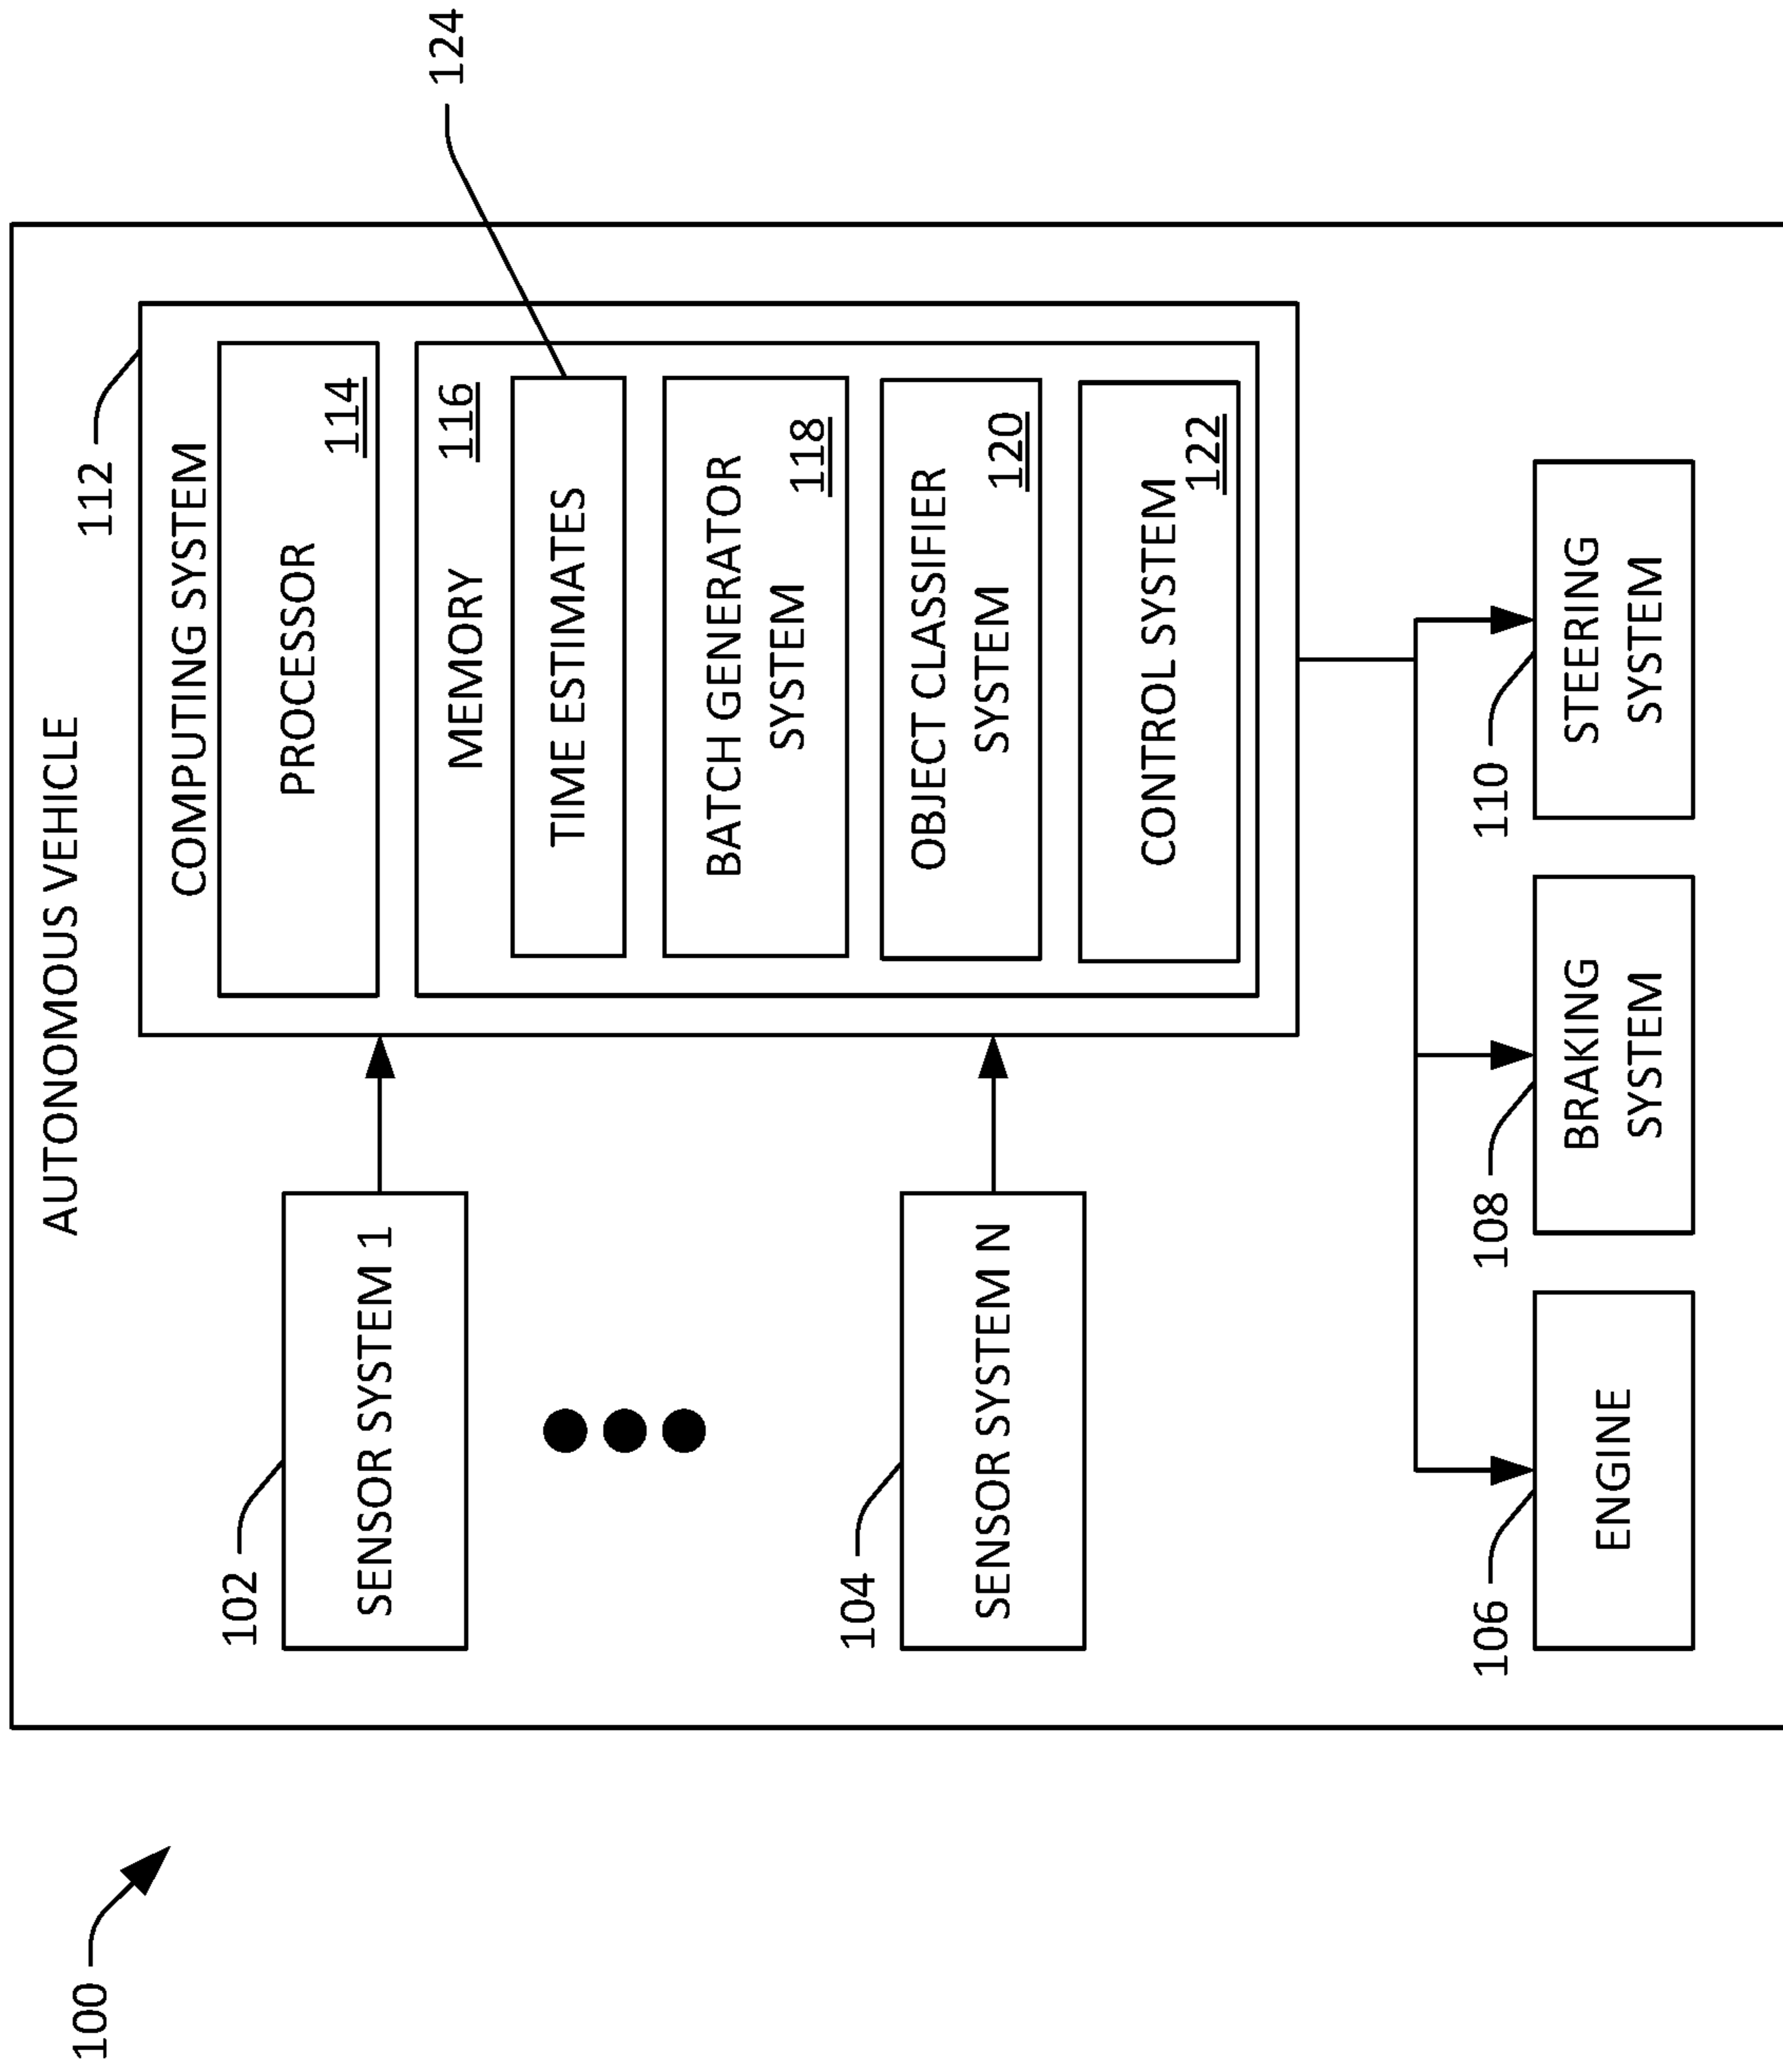 100
AUTONOMOUS VEHICLE
112
COMPUTING SYSTEM
102
SENSOR SYSTEM 1
PROCESSOR
114
MEMORY
116
124
TIME ESTIMATES
BATCH GENERATOR
SYSTEM
118
104
SENSOR SYSTEM N
OBJECT CLASSIFIER
SYSTEM
120
CONTROL SYSTEM
122
106
ENGINE
108
BRAKING
SYSTEM
110
STEERING
SYSTEM